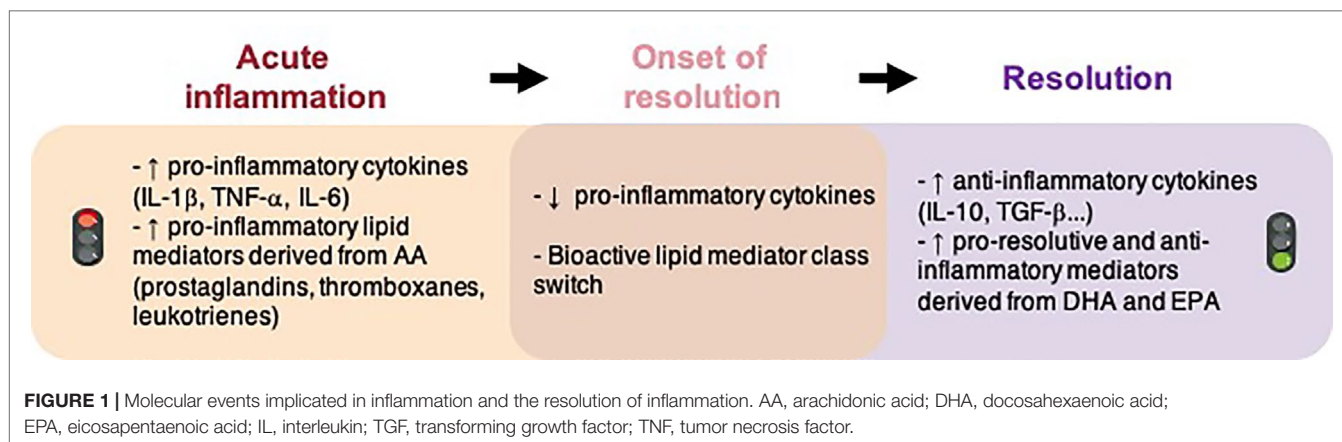 Acute
inflammation
Onset of
resolution
Resolution
- ↑ pro-inflammatory cytokines
(IL-1β, TNF-α, IL-6)
- ↑ pro-inflammatory lipid
mediators derived from AA
(prostaglandins, thromboxanes,
leukotrienes)
- ↓ pro-inflammatory cytokines
- Bioactive lipid mediator class
switch
- ↑ anti-inflammatory cytokines
(IL-10, TGF-β...)
- ↑ pro-resolutive and anti-
inflammatory mediators
derived from DHA and EPA
FIGURE 1 | Molecular events implicated in inflammation and the resolution of inflammation. AA, arachidonic acid; DHA, docosahexaenoic acid;
EPA, eicosapentaenoic acid; IL, interleukin; TGF, transforming growth factor; TNF, tumor necrosis factor.